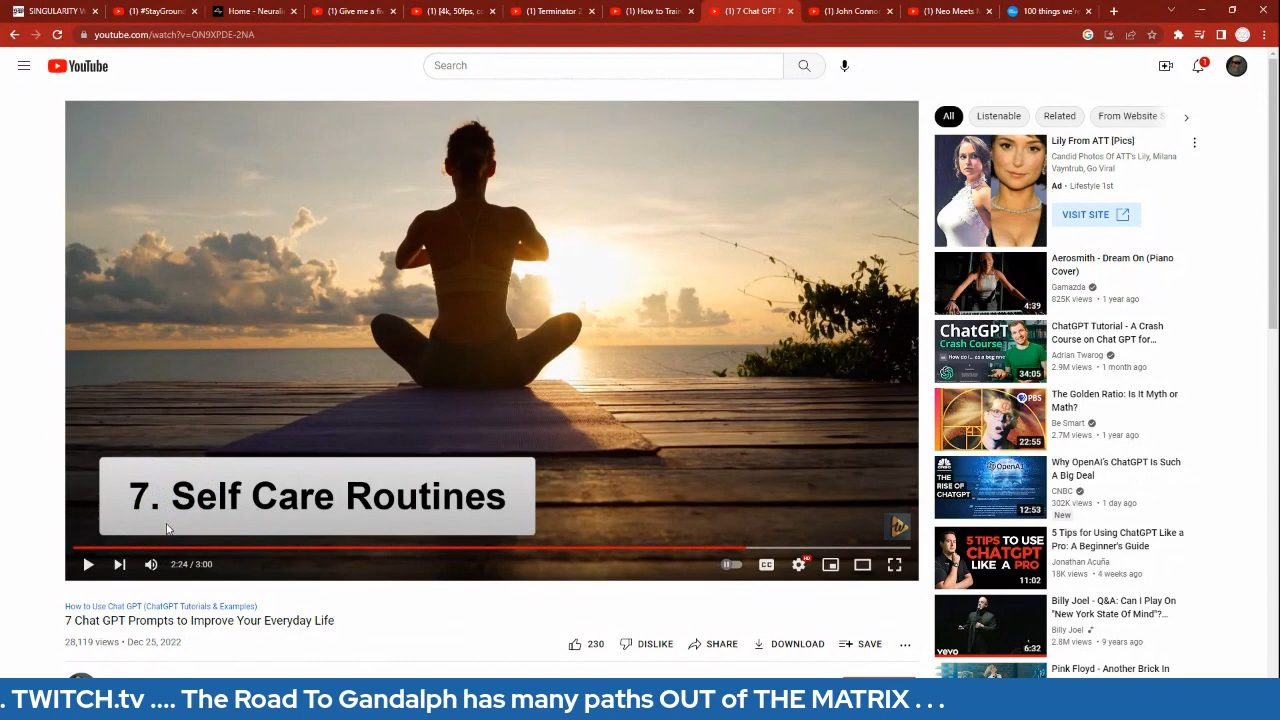 SINGULARITY W
(1) #StayGround
Home - Neurali
(1) Give me a fi
(1) [4k, 50fps, co
(1) Terminator 2
(1) How to Train
(1) 7 Chat GPT P
(1) John Connor
(1) Neo Meets M
100 things we'r
youtube.com/watch?v=ON9XPDE-2NA
YouTube
Search
1
All
Listenable
Related
From Website S
7. Self Care Routines
2:24 / 3:00
CC
HD
How to Use Chat GPT (ChatGPT Tutorials & Examples)
7 Chat GPT Prompts to Improve Your Everyday Life
28,119 views • Dec 25, 2022
230
DISLIKE
SHARE
DOWNLOAD
SAVE
Lily From ATT [Pics]
Candid Photos Of ATT's Lily, Milana
Vayntrub, Go Viral
Ad • Lifestyle 1st
VISIT SITE
4:39
Aerosmith - Dream On (Piano
Cover)
Gamazda
825K views • 1 year ago
ChatGPT
Crash Course
34:05
ChatGPT Tutorial - A Crash
Course on Chat GPT for...
Adrian Twarog
2.9M views • 1 month ago
PBS
22:55
The Golden Ratio: Is It Myth or
Math?
Be Smart
2.7M views • 1 year ago
CNBC
OpenAI
THE
RISE OF
CHATGPT
12:53
Why OpenAI's ChatGPT Is Such
A Big Deal
CNBC
302K views • 1 day ago
New
5 TIPS TO USE
CHATGPT
LIKE A PRO
11:02
5 Tips for Using ChatGPT Like a
Pro: A Beginner's Guide
Jonathan Acuña
18K views • 4 weeks ago
vevo
6:32
Billy Joel - Q&A: Can I Play On
"New York State Of Mind"?...
Billy Joel
2.8M views • 9 years ago
Pink Floyd - Another Brick In
. TWITCH.tv .... The Road To Gandalph has many paths OUT of THE MATRIX . . .